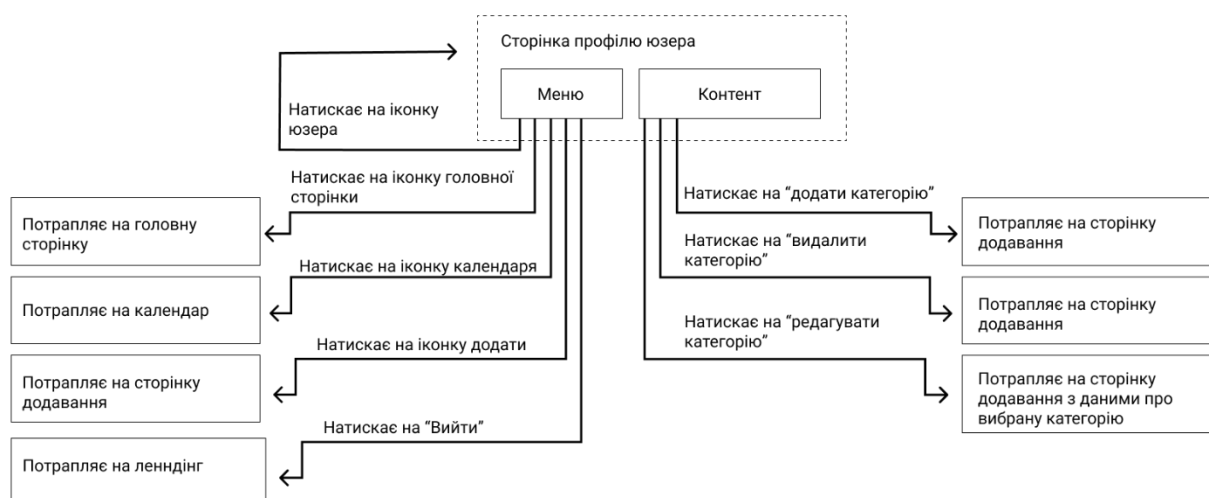 Сторінка профілю юзера
Меню
Контент
Натискає на іконку
юзера
Натискає на іконку головної
сторінки
Потрапляє на головну
сторінку
Натискає на іконку календаря
Потрапляє на календар
Натискає на іконку додати
Потрапляє на сторінку
додавання
Натискає на “Вийти”
Потрапляє на ленндінг
Натискає на “додати категорію”
Потрапляє на сторінку
додавання
Натискає на “видалити
категорію”
Потрапляє на сторінку
додавання
Натискає на “редагувати
категорію”
Потрапляє на сторінку
додавання з даними про
вибрану категорію